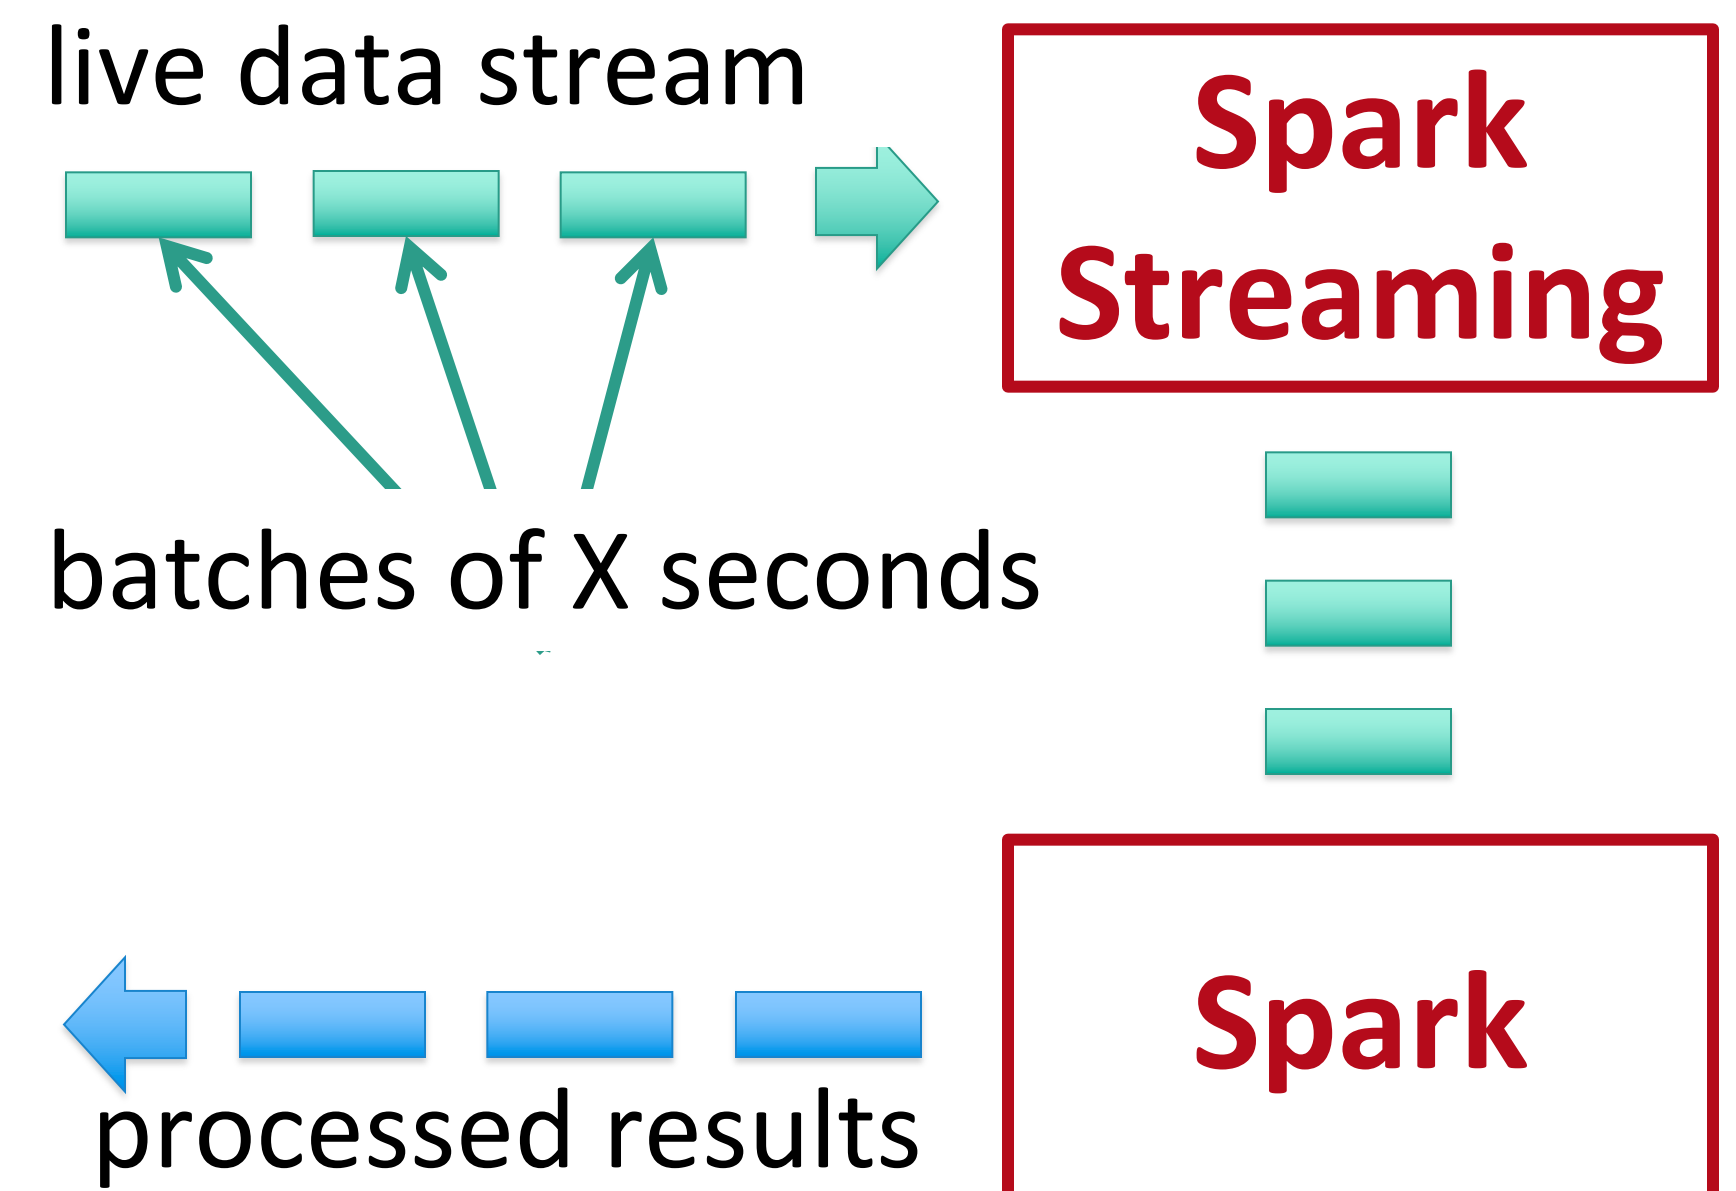 live data stream
Spark
Streaming
batches of X seconds
Spark
processed results